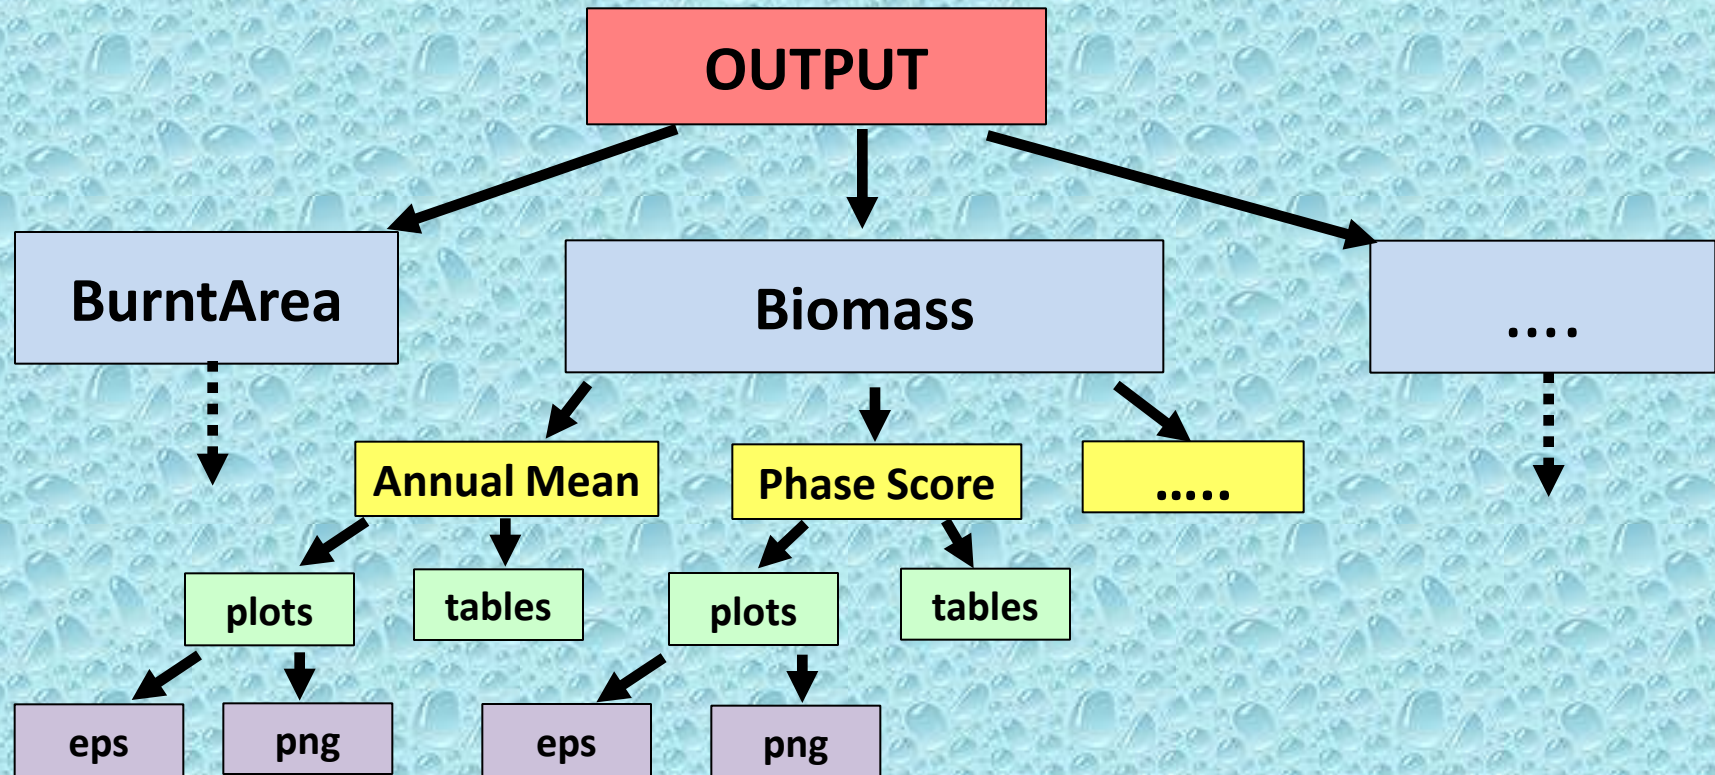 OUTPUT
BurntArea
Biomass
....
Annual Mean
Phase Score
.....
plots
tables
plots
tables
eps
png
eps
png